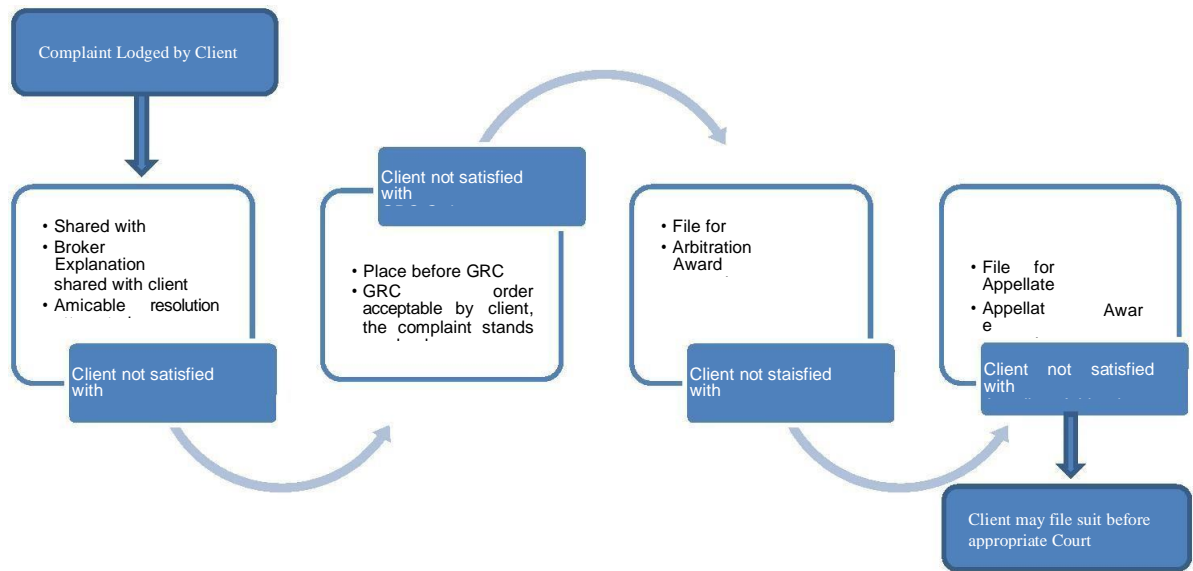 Complaint Lodged by Client
• Shared with
• Broker
Explanation
shared with client
• Amicable resolution
Client not satisfied
with
Client not satisfied
with
• Place before GRC
• GRC order
acceptable by client,
the complaint stands
• File for
• Arbitration
Award
Client not staisfied
with
• File for
Appellate
• Appellat Awar
e
Client not satisfied
with
Client may file suit before
appropriate Court